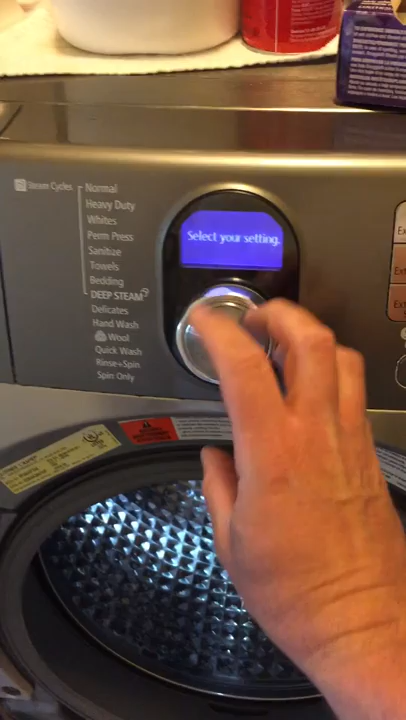 Steam Cycles
Normal
Heavy Duty
Whites
Perm Press
Sanitize
Towels
Bedding
DEEP STEAM
Delicates
Hand Wash
Wool
Quick Wash
Rinse+Spin
Spin Only
Select your setting.